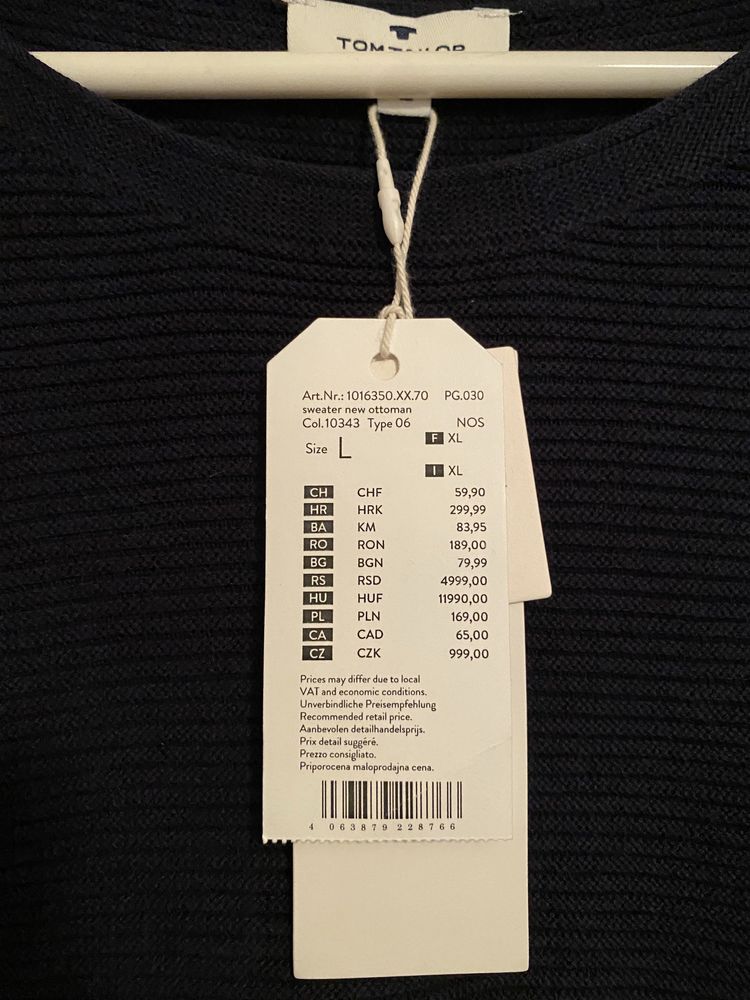 TOM TAILOR
Art.Nr.: 1016350.XX.70 PG.030
sweater new ottoman
Col.10343 Type 06 NOS
F XL
Size L
I XL
CH CHF 59,90
HR HRK 299,99
BA KM 83,95
RO RON 189,00
BG BGN 79,99
RS RSD 4999,00
HU HUF 11990,00
PL PLN 169,00
CA CAD 65,00
CZ CZK 999,00
Prices may differ due to local
VAT and economic conditions.
Unverbindliche Preisempfehlung
Recommended retail price.
Aanbevolen detailhandelsprijs.
Prix detail suggéré.
Prezzo consigliato.
Priporocena maloprodajna cena.
4 063879 228766